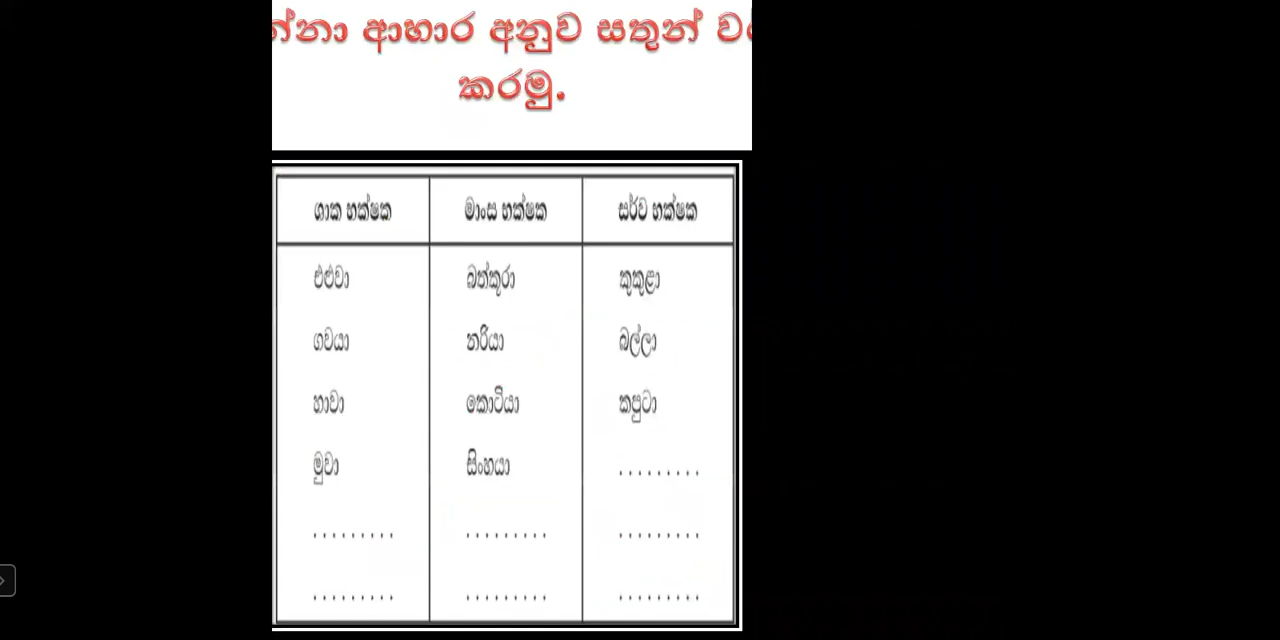 න්නා ආහාර අනුව සතුන් ව
කරමු.
ශාක භක්ෂක මාංස භක්ෂක සර්ව භක්ෂක
එළුවා බත්කූරා කුකුළා
ගවයා නරියා බල්ලා
හාවා කොටියා කපුටා
මුවා සිංහයා .........
......... ......... .........
......... ......... .........